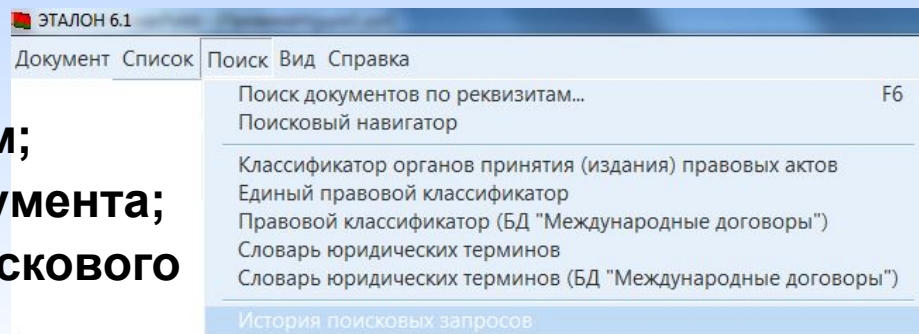 ЭТАЛОН 6.1
Документ Список Поиск Вид Справка
Поиск документов по реквизитам... F6
Поисковый навигатор
м;
Классификатор органов принятия (издания) правовых актов
Единый правовой классификатор
умента;
Правовой классификатор (БД "Международные договоры")
Словарь юридических терминов
скового
Словарь юридических терминов (БД "Международные договоры")
История поисковых запросов